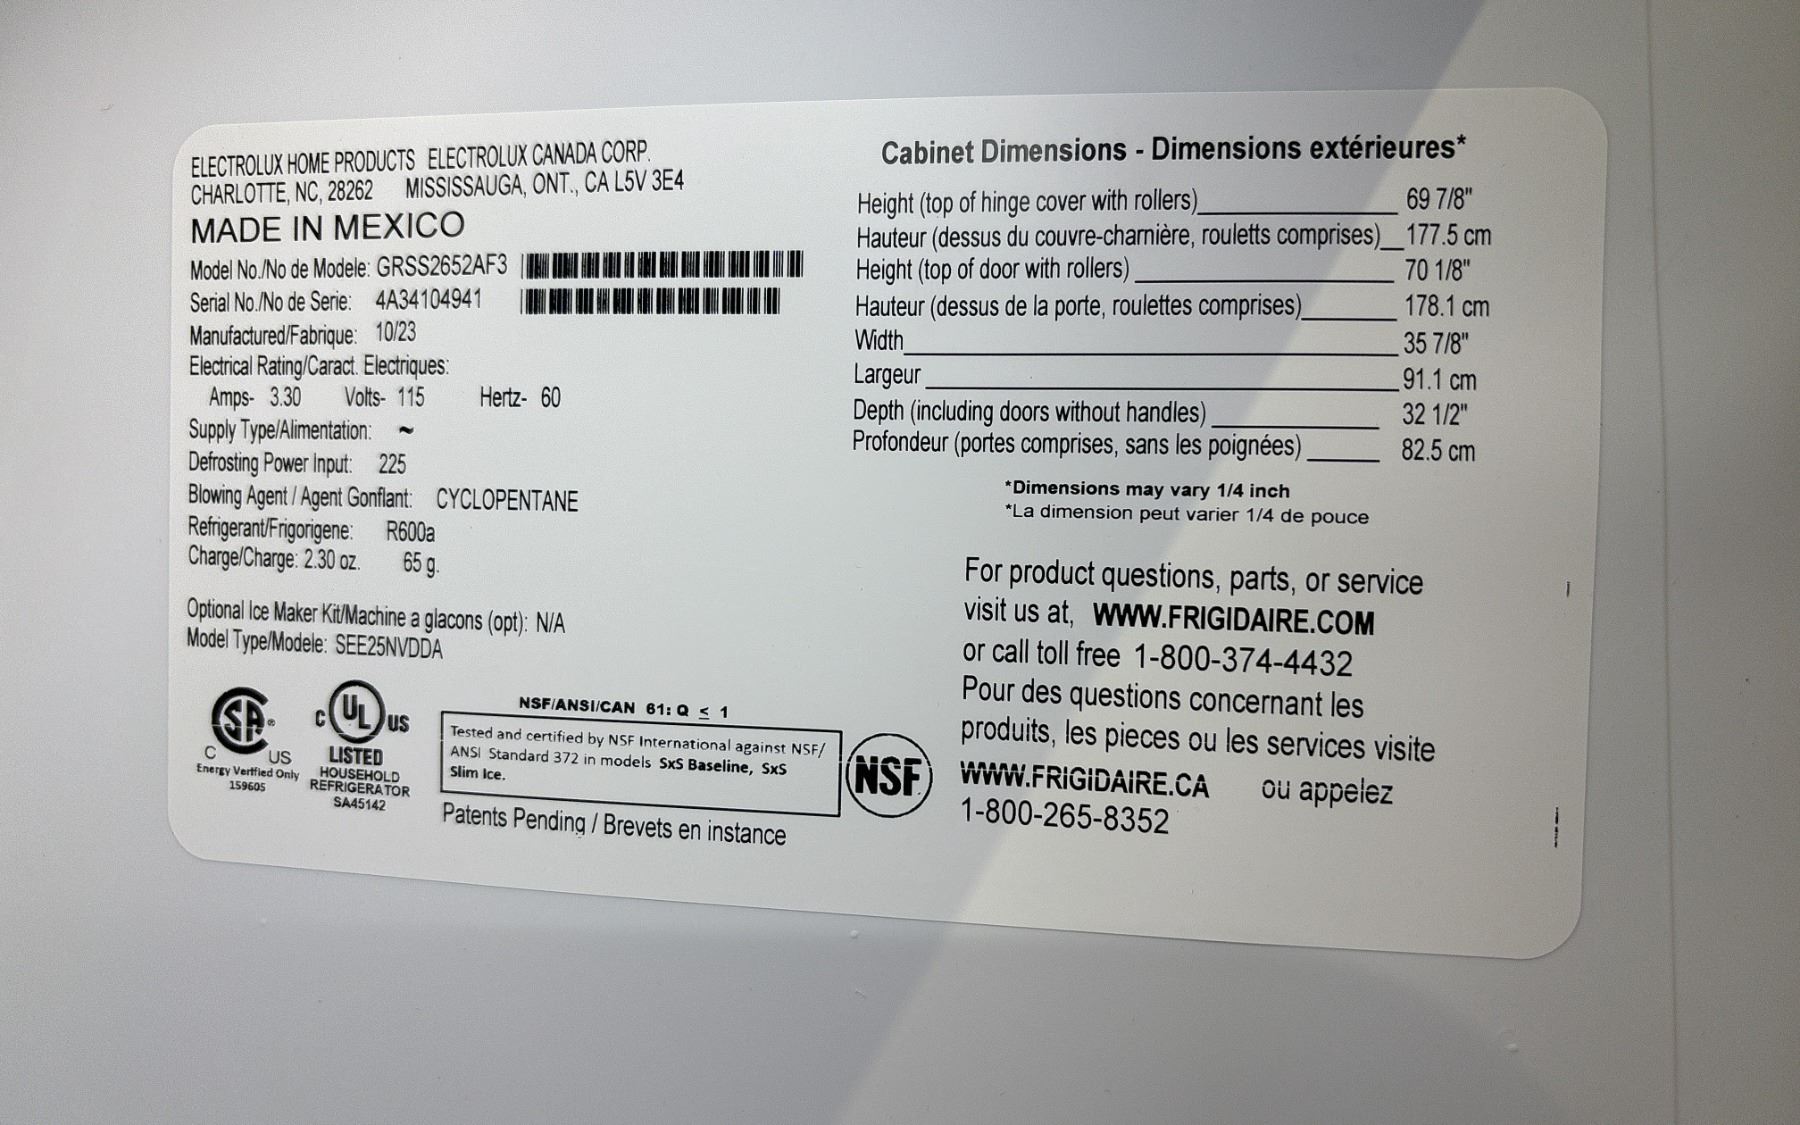 ELECTROLUX HOME PRODUCTS ELECTROLUX CANADA CORP.
CHARLOTTE, NC, 28262 MISSISSAUGA, ONT., CA L5V 3E4
MADE IN MEXICO
Model No./No de Modele: GRSS2652AF3
Serial No./No de Serie: 4A34104941
Manufactured/Fabrique: 10/23
Electrical Rating/Caract. Electriques:
Amps- 3.30 Volts- 115 Hertz- 60
Supply Type/Alimentation: ~
Defrosting Power Input: 225
Blowing Agent / Agent Gonflant: CYCLOPENTANE
Refrigerant/Frigorigene: R600a
Charge/Charge: 2.30 oz. 65 g.
Optional Ice Maker Kit/Machine a glacons (opt): N/A
Model Type/Modele: SEE25NVDDA
SA ®
C US
Energy Verified Only
159605
C UL US
LISTED
HOUSEHOLD
REFRIGERATOR
SA45142
NSF/ANSI/CAN 61: Q ≤ 1
Tested and certified by NSF International against NSF/
ANSI Standard 372 in models SxS Baseline, SxS
Slim Ice.
NSF
Patents Pending / Brevets en instance
Cabinet Dimensions - Dimensions extérieures*
Height (top of hinge cover with rollers) 69 7/8"
Hauteur (dessus du couvre-charnière, rouletts comprises) 177.5 cm
Height (top of door with rollers) 70 1/8"
Hauteur (dessus de la porte, roulettes comprises) 178.1 cm
Width 35 7/8"
Largeur 91.1 cm
Depth (including doors without handles) 32 1/2"
Profondeur (portes comprises, sans les poignées) 82.5 cm
*Dimensions may vary 1/4 inch
*La dimension peut varier 1/4 de pouce
For product questions, parts, or service
visit us at, WWW.FRIGIDAIRE.COM
or call toll free 1-800-374-4432
Pour des questions concernant les
produits, les pieces ou les services visite
WWW.FRIGIDAIRE.CA ou appelez
1-800-265-8352